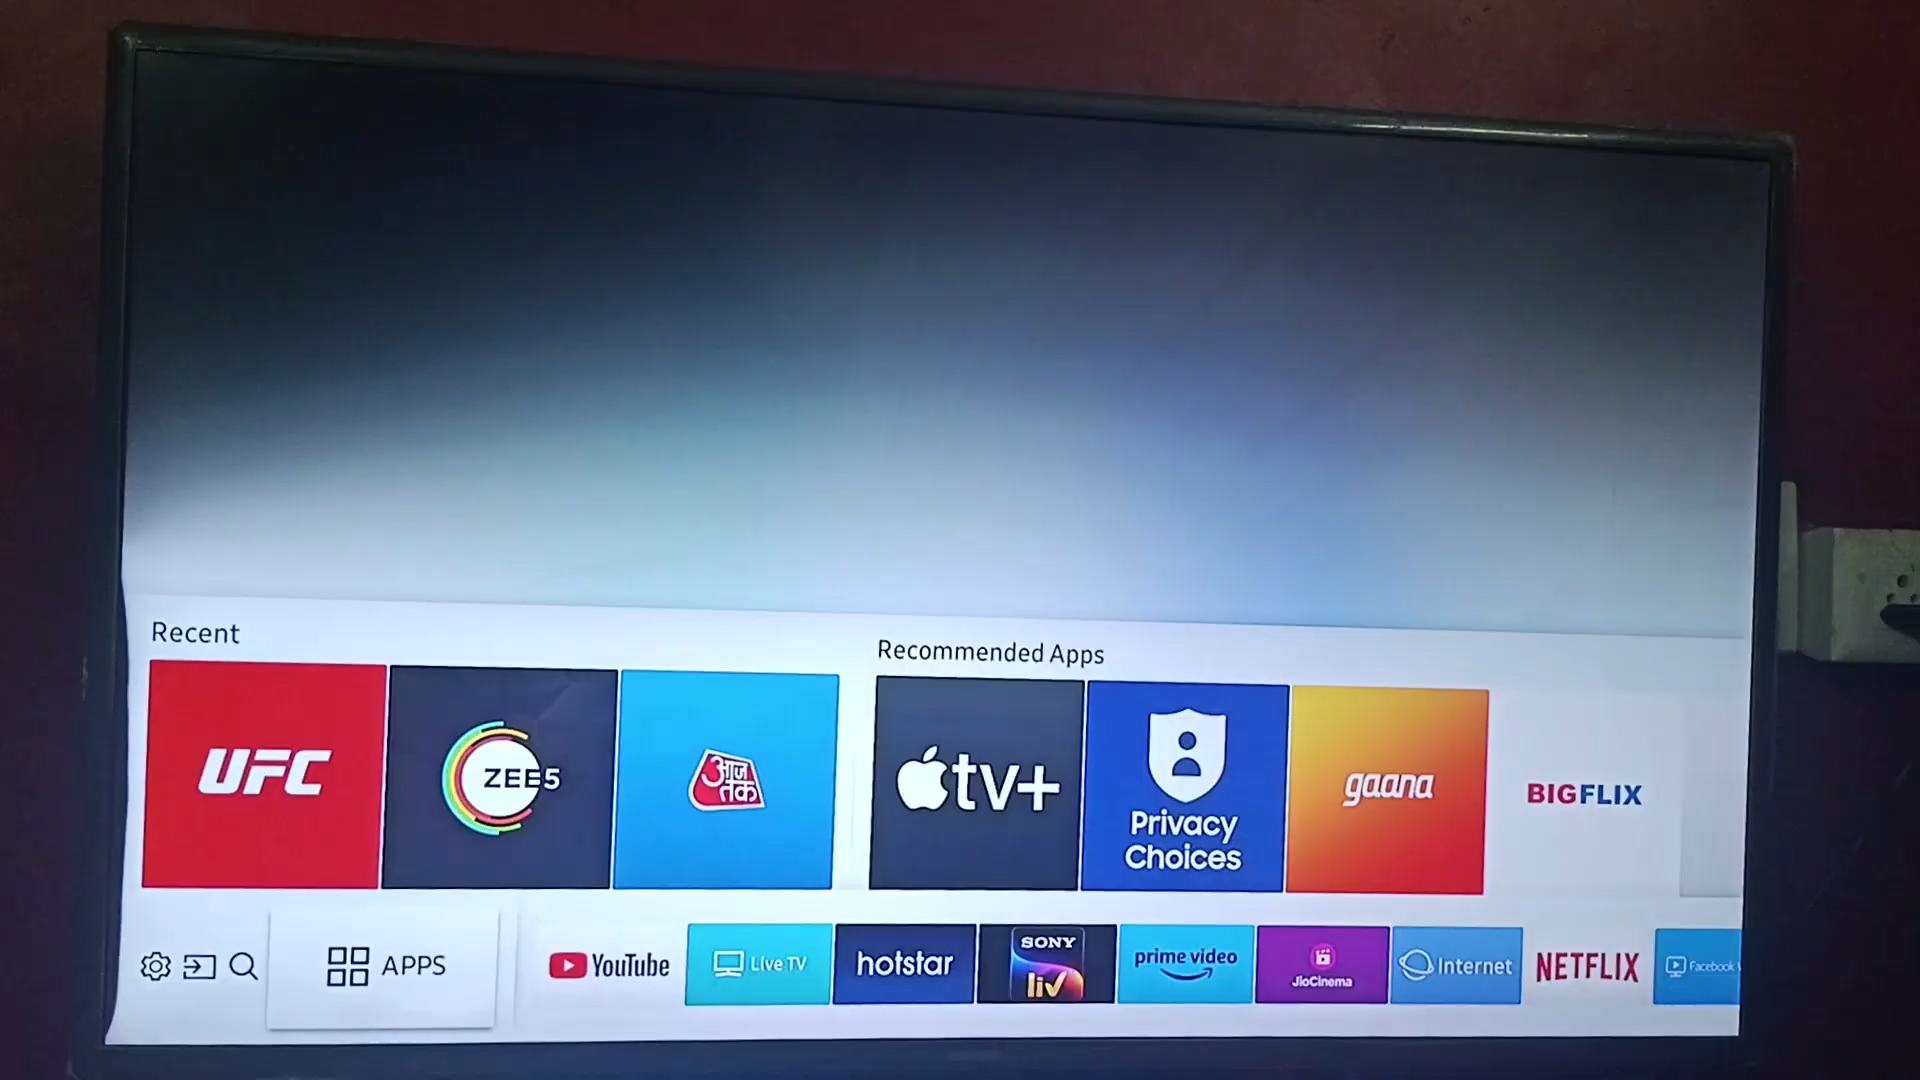 Recent
Recommended Apps
UFC
ZEE5
आज
तक
tv+
Privacy
Choices
gaana
BIGFLIX
APPS
YouTube
Live TV
hotstar
SONY
liv
prime video
JioCinema
Internet
NETFLIX
Facebook